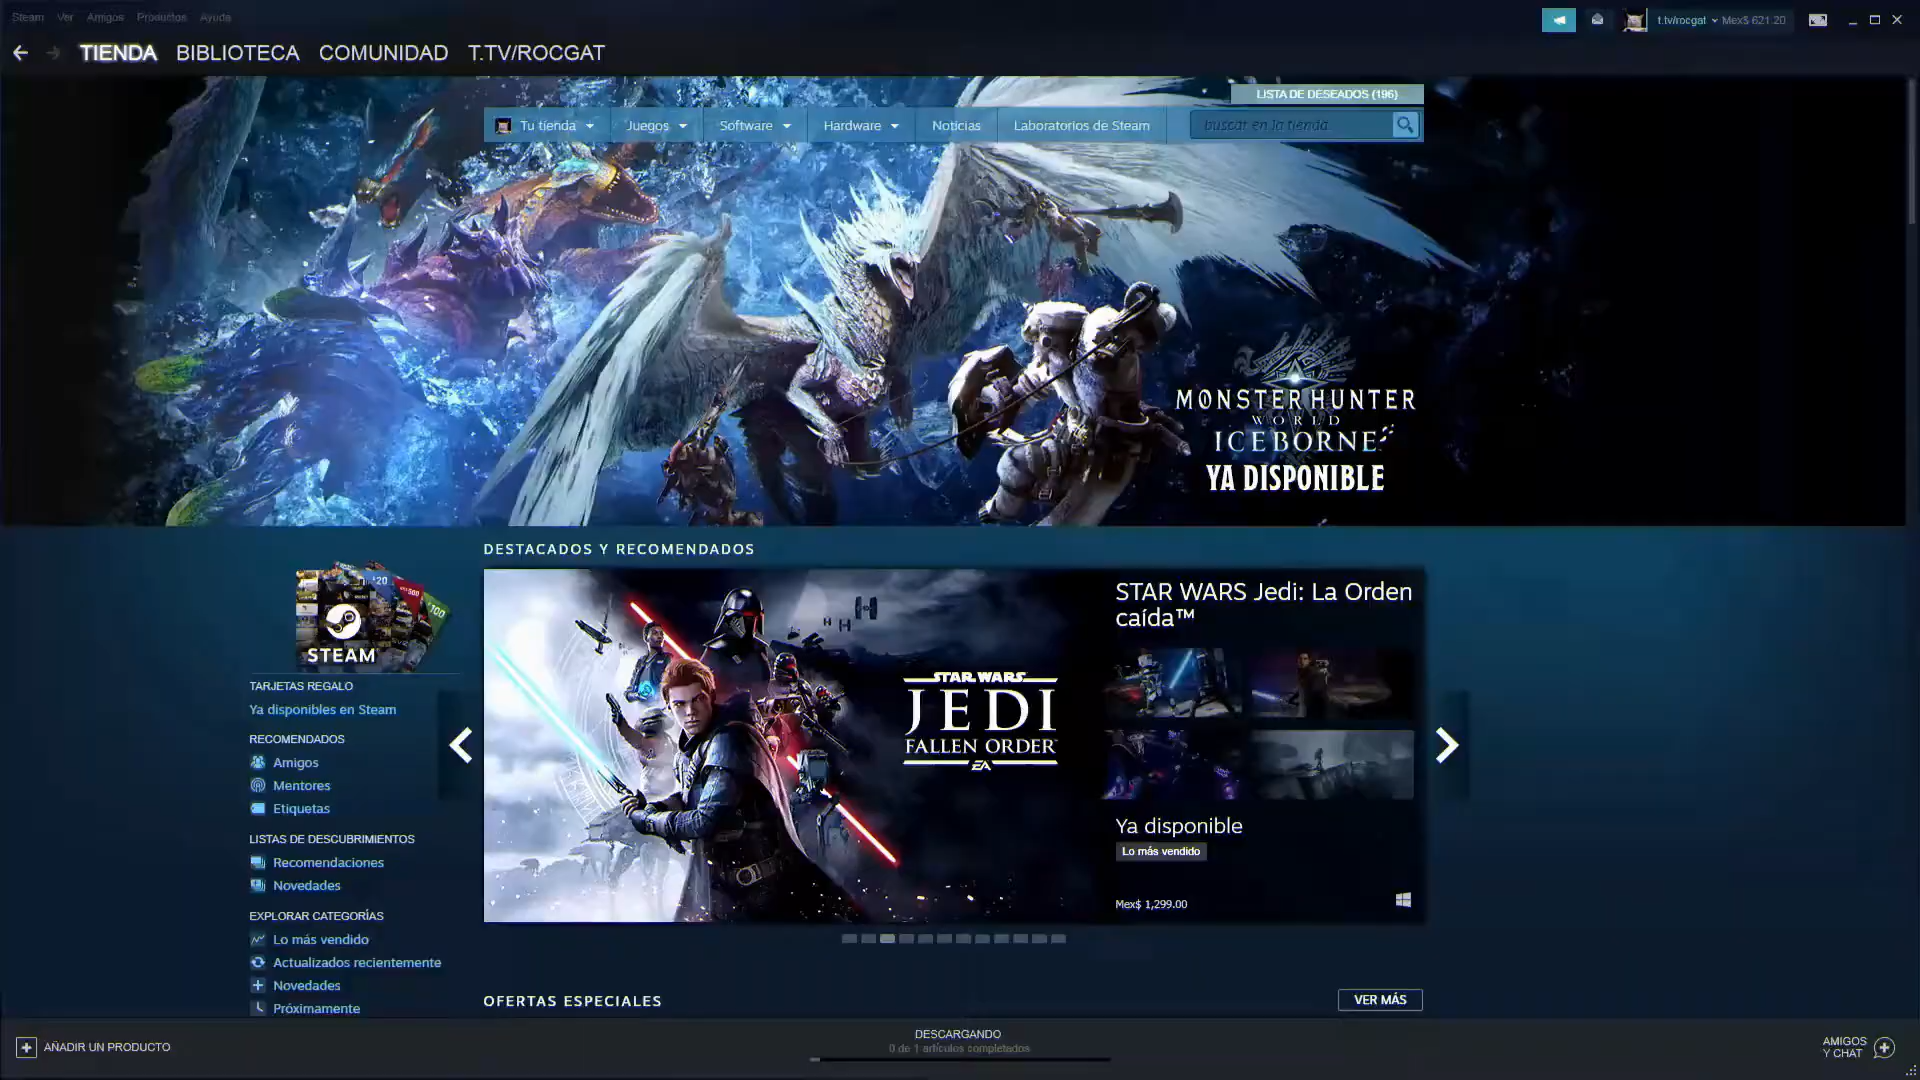 Steam Ver Amigos Productos Ayuda
t.tv/rocgat Mex$ 621.20
TIENDA BIBLIOTECA COMUNIDAD T.TV/ROCGAT
LISTA DE DESEADOS (196)
Tu tienda Juegos Software Hardware Noticias Laboratorios de Steam buscar en la tienda
MONSTER HUNTER
WORLD
ICEBORNE
YA DISPONIBLE
DESTACADOS Y RECOMENDADOS
STEAM
TARJETAS REGALO
Ya disponibles en Steam
RECOMENDADOS
Amigos
Mentores
Etiquetas
LISTAS DE DESCUBRIMIENTOS
Recomendaciones
Novedades
EXPLORAR CATEGORÍAS
Lo más vendido
Actualizados recientemente
Novedades
Próximamente
STAR WARS
JEDI
FALLEN ORDER
EA
STAR WARS Jedi: La Orden
caída™
Ya disponible
Lo más vendido
Mex$ 1,299.00
OFERTAS ESPECIALES
VER MÁS
AÑADIR UN PRODUCTO
DESCARGANDO
0 de 1 artículos completados
AMIGOS
Y CHAT